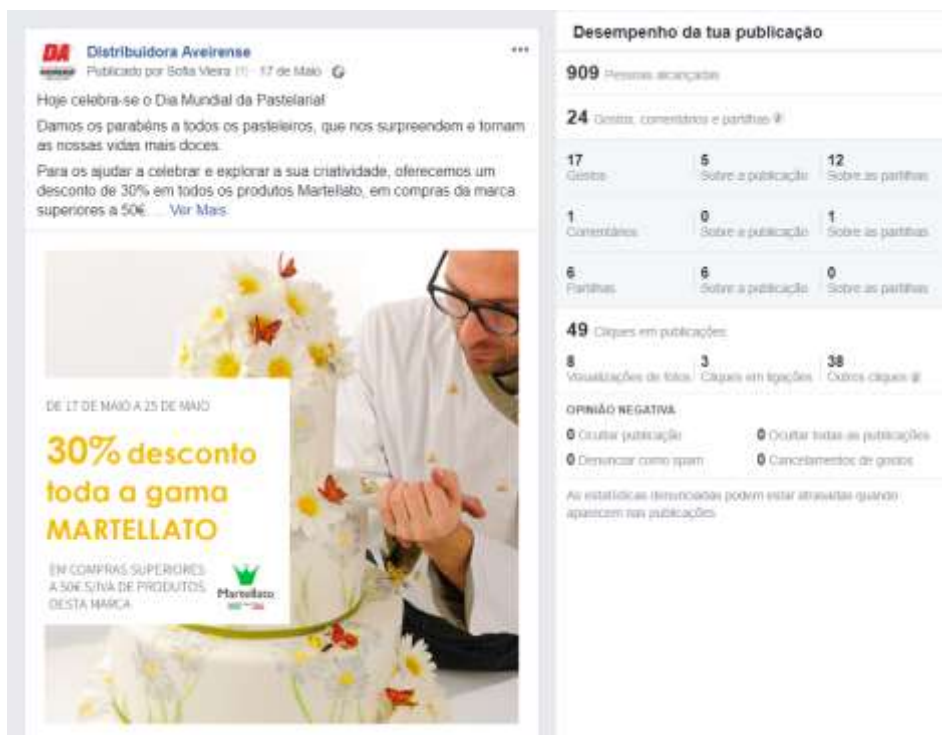 DA
Distribuidora Aveirense
Publicado por Sofia Vieira [?] · 17 de Maio ·
Hoje celebra-se o Dia Mundial da Pastelaria!
Damos os parabéns a todos os pasteleiros, que nos surpreendem e tornam
as nossas vidas mais doces.
Para os ajudar a celebrar e explorar a sua criatividade, oferecemos um
desconto de 30% em todos os produtos Martellato, em compras da marca
superiores a 50€. ... Ver Mais
DE 17 DE MAIO A 25 DE MAIO
30% desconto
toda a gama
MARTELLATO
EM COMPRAS SUPERIORES
A 50€ S/IVA DE PRODUTOS
DESTA MARCA
Martellato
Desempenho da tua publicação
909 Pessoas alcançadas
24 Gostos, comentários e partilhas
17 5 12
Gostos Sobre a publicação Sobre as partilhas
1 0 1
Comentários Sobre a publicação Sobre as partilhas
6 6 0
Partilhas Sobre a publicação Sobre as partilhas
49 Cliques em publicações
8 3 38
Visualizações de fotos Cliques em ligações Outros cliques
OPINIÃO NEGATIVA
0 Ocultar publicação 0 Ocultar todas as publicações
0 Denunciar como spam 0 Cancelamentos de gostos
As estatísticas denunciadas podem estar atrasadas quando
aparecem nas publicações